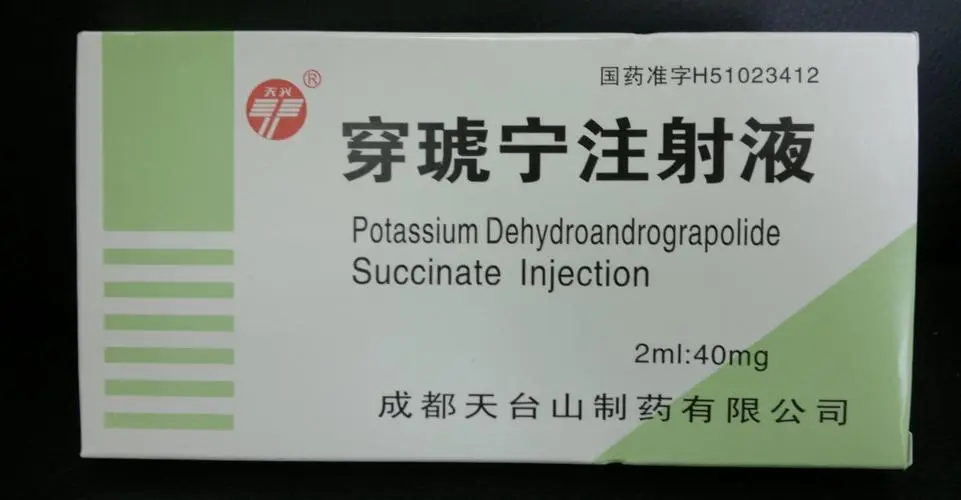 国药准字H51023412
天兴
®
穿琥宁注射液
Potassium Dehydroandrograpolide
Succinate Injection
2ml:40mg
成都天台山制药有限公司